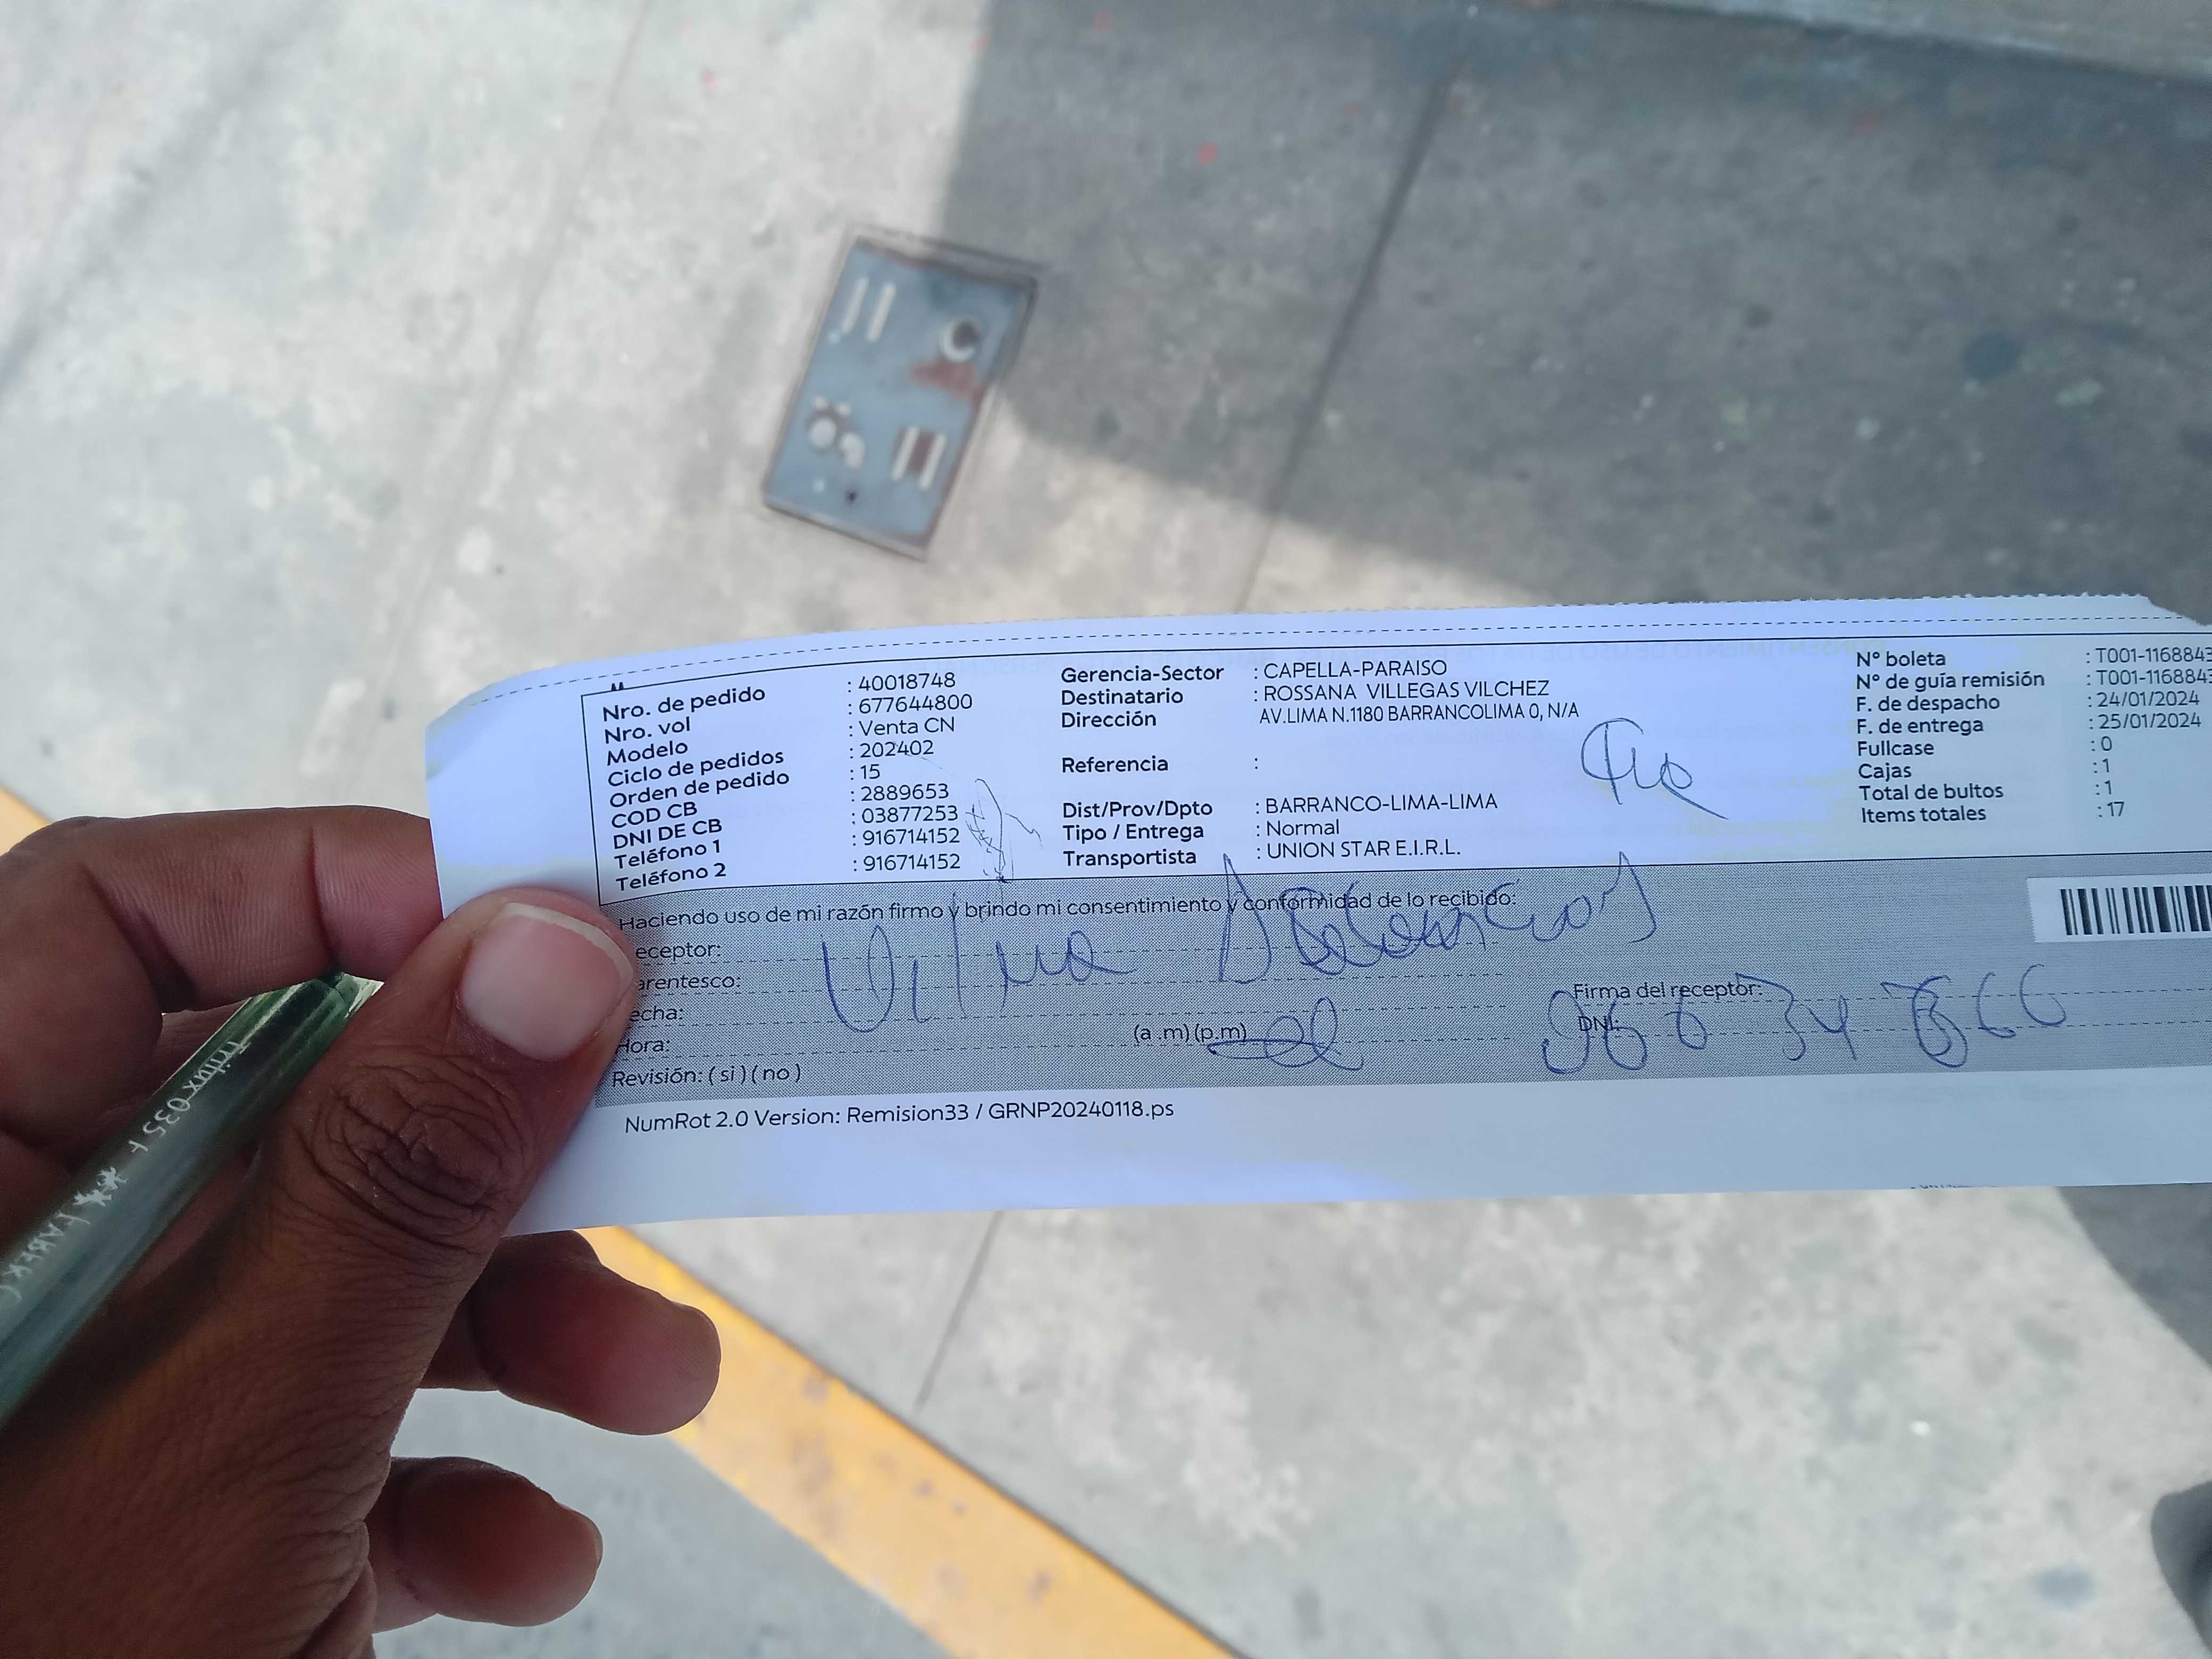 Nro. de pedido : 40018748
Nro. vol : 677644800
Modelo : Venta CN
Ciclo de pedidos : 202402
Orden de pedido : 15
COD CB : 2889653
DNI DE CB : 03877253
Teléfono 1 : 916714152
Teléfono 2 : 916714152
Gerencia-Sector : CAPELLA-PARAISO
Destinatario : ROSSANA VILLEGAS VILCHEZ
Dirección AV.LIMA N.1180 BARRANCOLIMA 0, N/A
Referencia :
Dist/Prov/Dpto : BARRANCO-LIMA-LIMA
Tipo / Entrega : Normal
Transportista : UNION STAR E.I.R.L.
N° boleta : T001-1168843
N° de guía remisión : T001-1168843
F. de despacho : 24/01/2024
F. de entrega : 25/01/2024
Fullcase : 0
Cajas : 1
Total de bultos : 1
Items totales : 17
Haciendo uso de mi razón firmo y brindo mi consentimiento y conformidad de lo recibido:
eceptor:
arentesco: Vilma
echa:
Hora: (a .m) (p.m)
Revisión: ( si ) ( no )
Firma del receptor:
DNI:
NumRot 2.0 Version: Remision33 / GRNP20240118.ps
Trilux 035 F